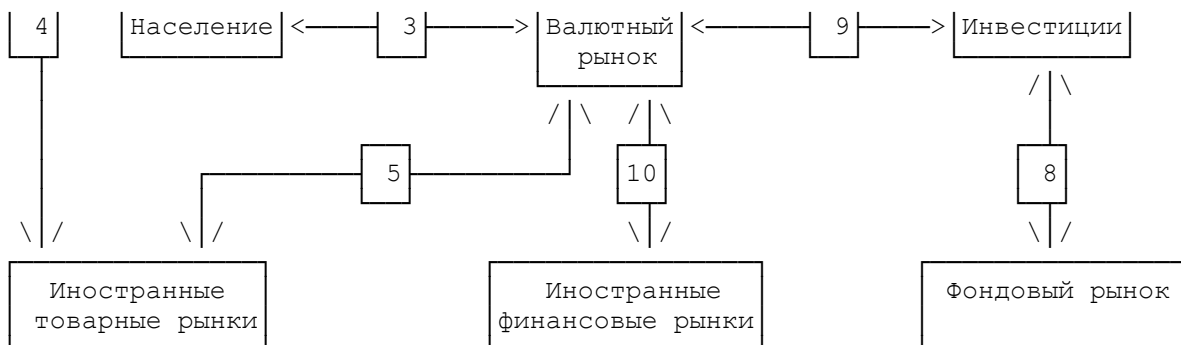 4 Население 3 Валютный 9 Инвестиции
рынок
5 10 8
Иностранные Иностранные Фондовый рынок
товарные рынки финансовые рынки